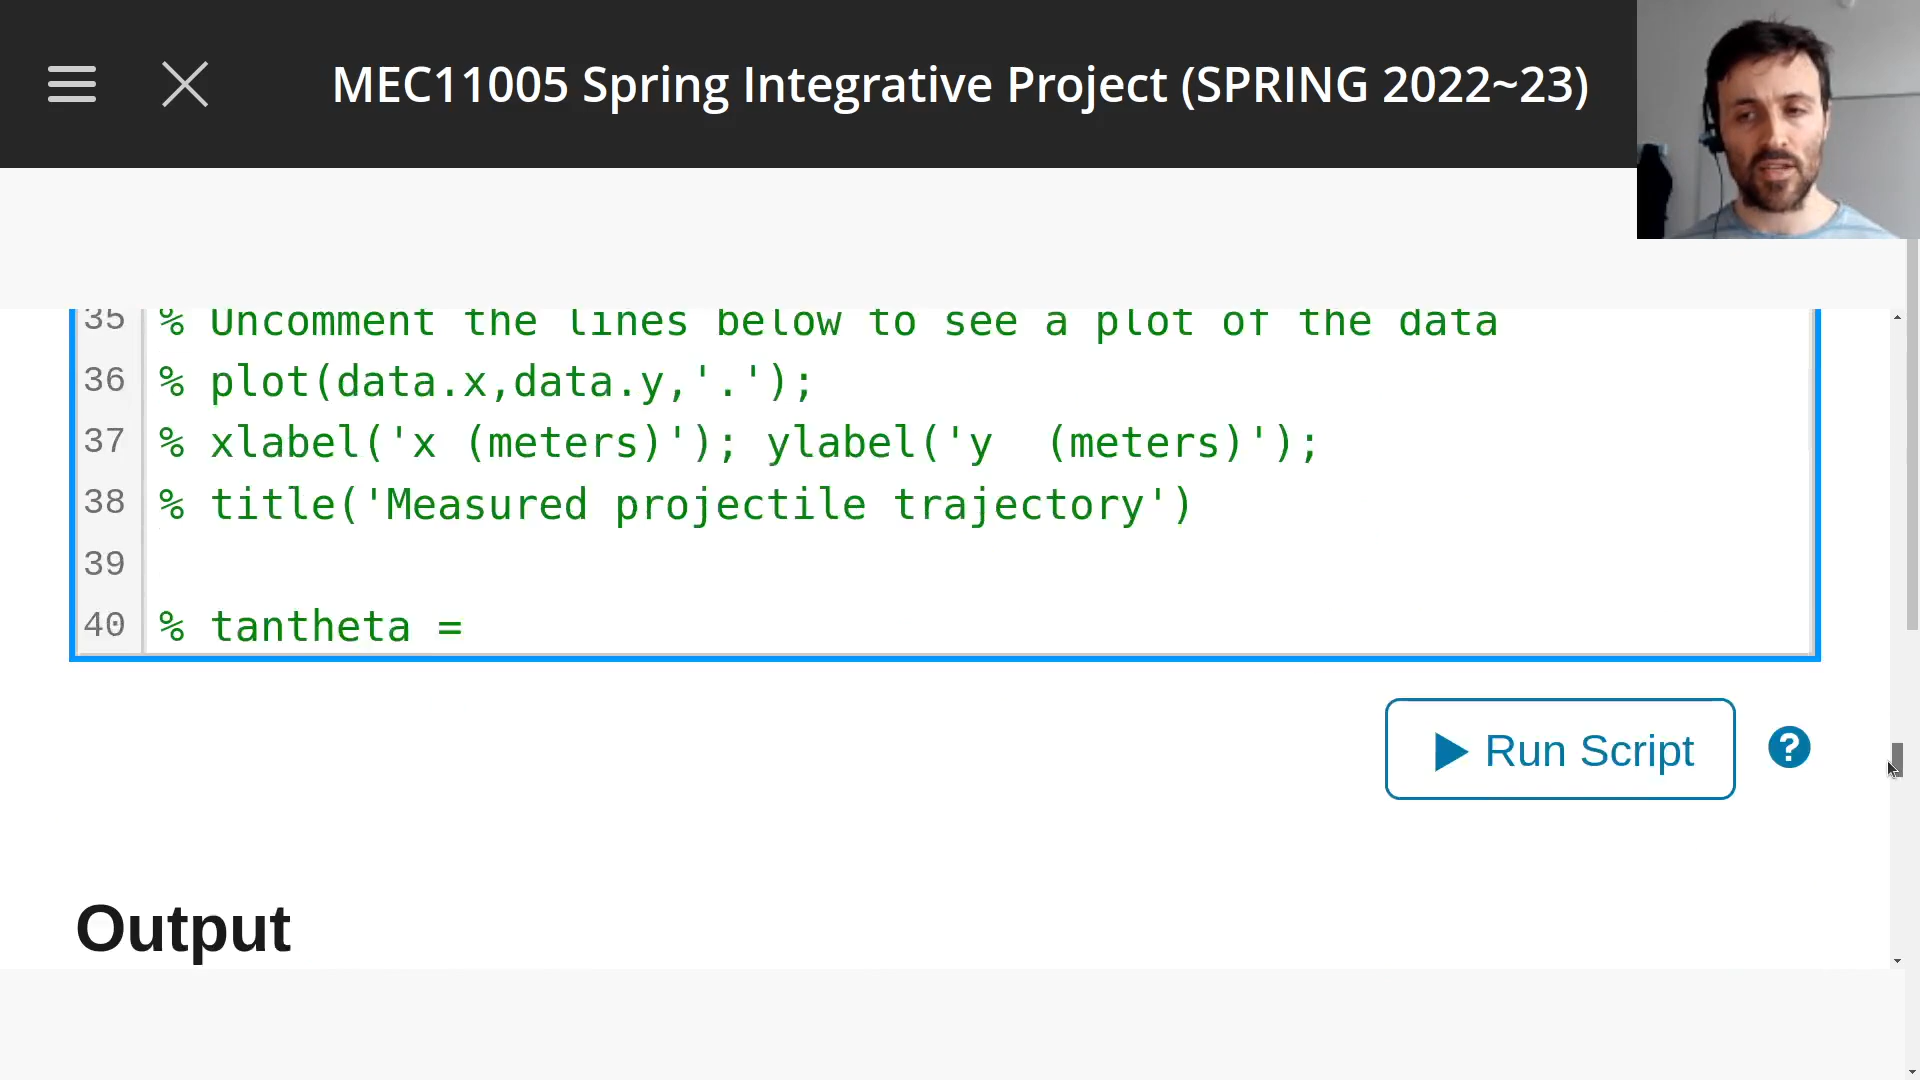 MEC11005 Spring Integrative Project (SPRING 2022~23)
35 % Uncomment the lines below to see a plot of the data
36 % plot(data.x,data.y,'.');
37 % xlabel('x (meters)'); ylabel('y  (meters)');
38 % title('Measured projectile trajectory')
39
40 % tantheta =
Run Script ?
Output